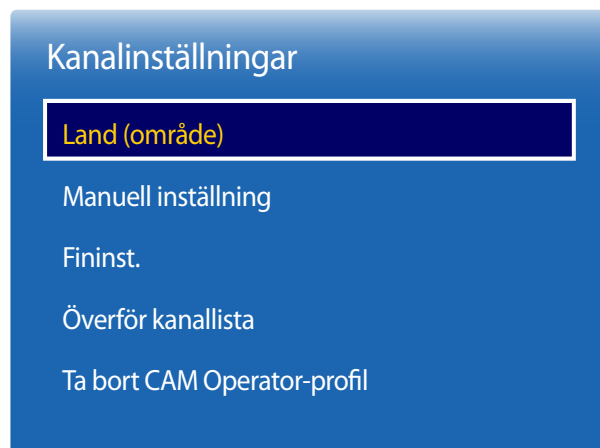 Kanalinställningar
Land (område)
Manuell inställning
Fininst.
Överför kanallista
Ta bort CAM Operator-profil